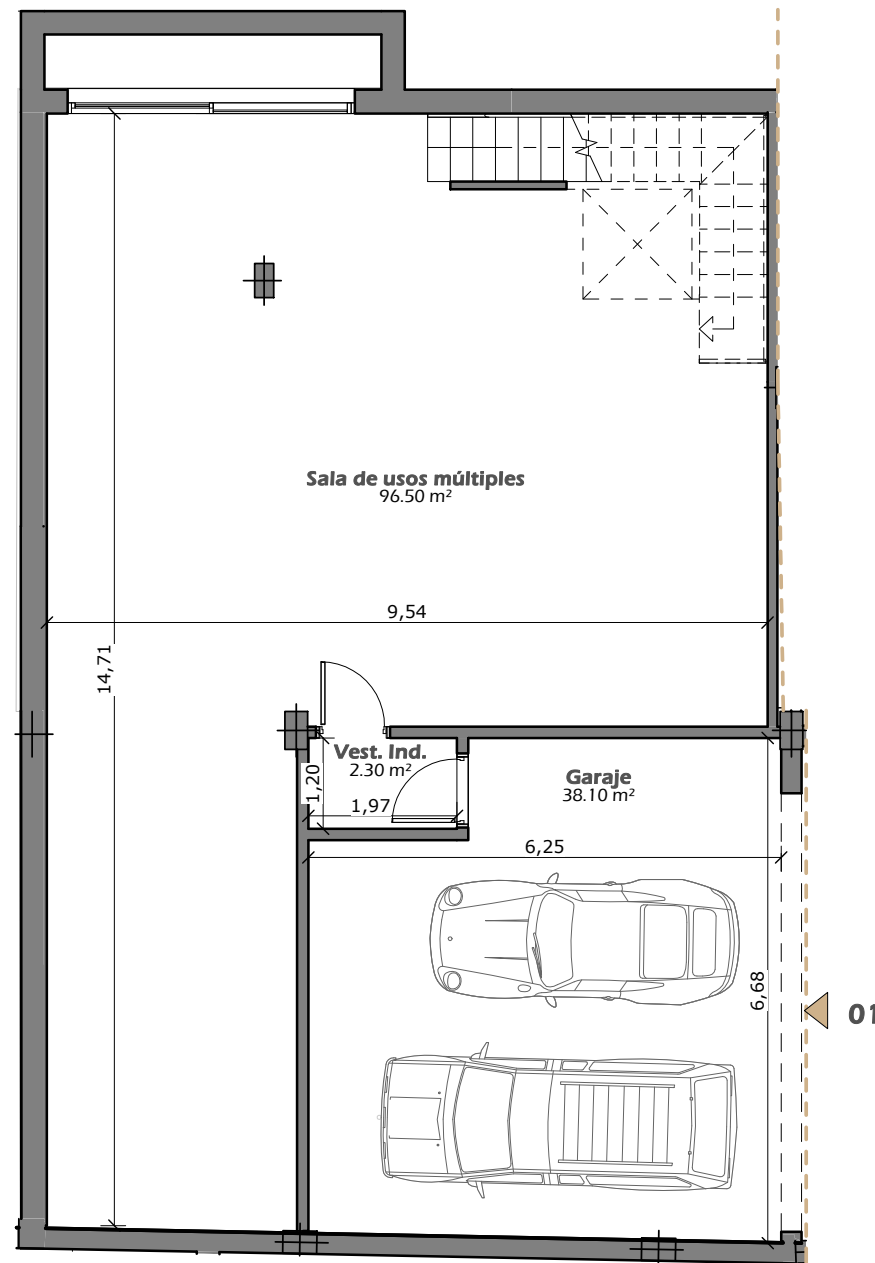 Sala de usos múltiples
96.50 m²
9,54
14,71
Vest. Ind.
2.30 m²
1,20
1,97
Garaje
38.10 m²
6,25
6,68
01